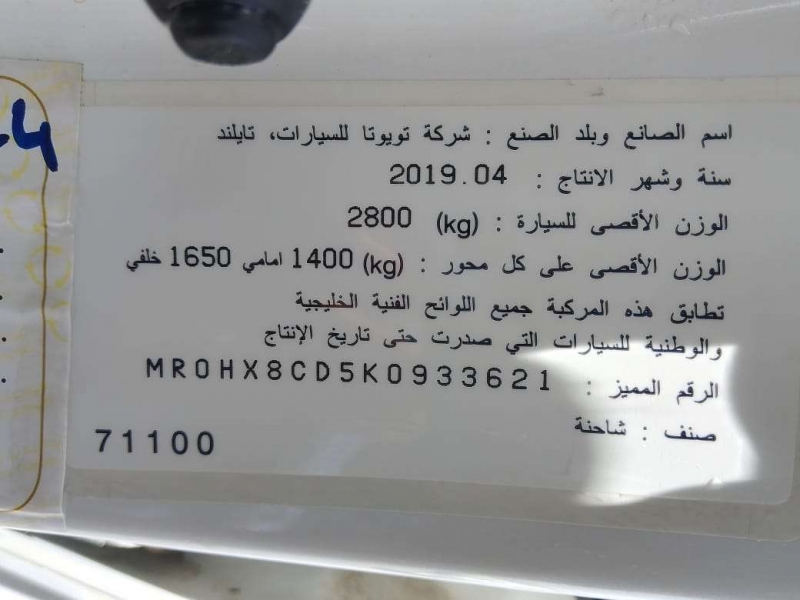 اسم الصانع وبلد الصنع : شركة تويوتا للسيارات، تايلند
سنة وشهر الانتاج : 2019.04
الوزن الأقصى للسيارة : (kg) 2800
الوزن الأقصى على كل محور : (kg) 1400 امامي 1650 خلفي
تطابق هذه المركبة جميع اللوائح الفنية الخليجية
والوطنية للسيارات التي صدرت حتى تاريخ الإنتاج
الرقم المميز : MR0HX8CD5K0933621
صنف : شاحنة
71100
4